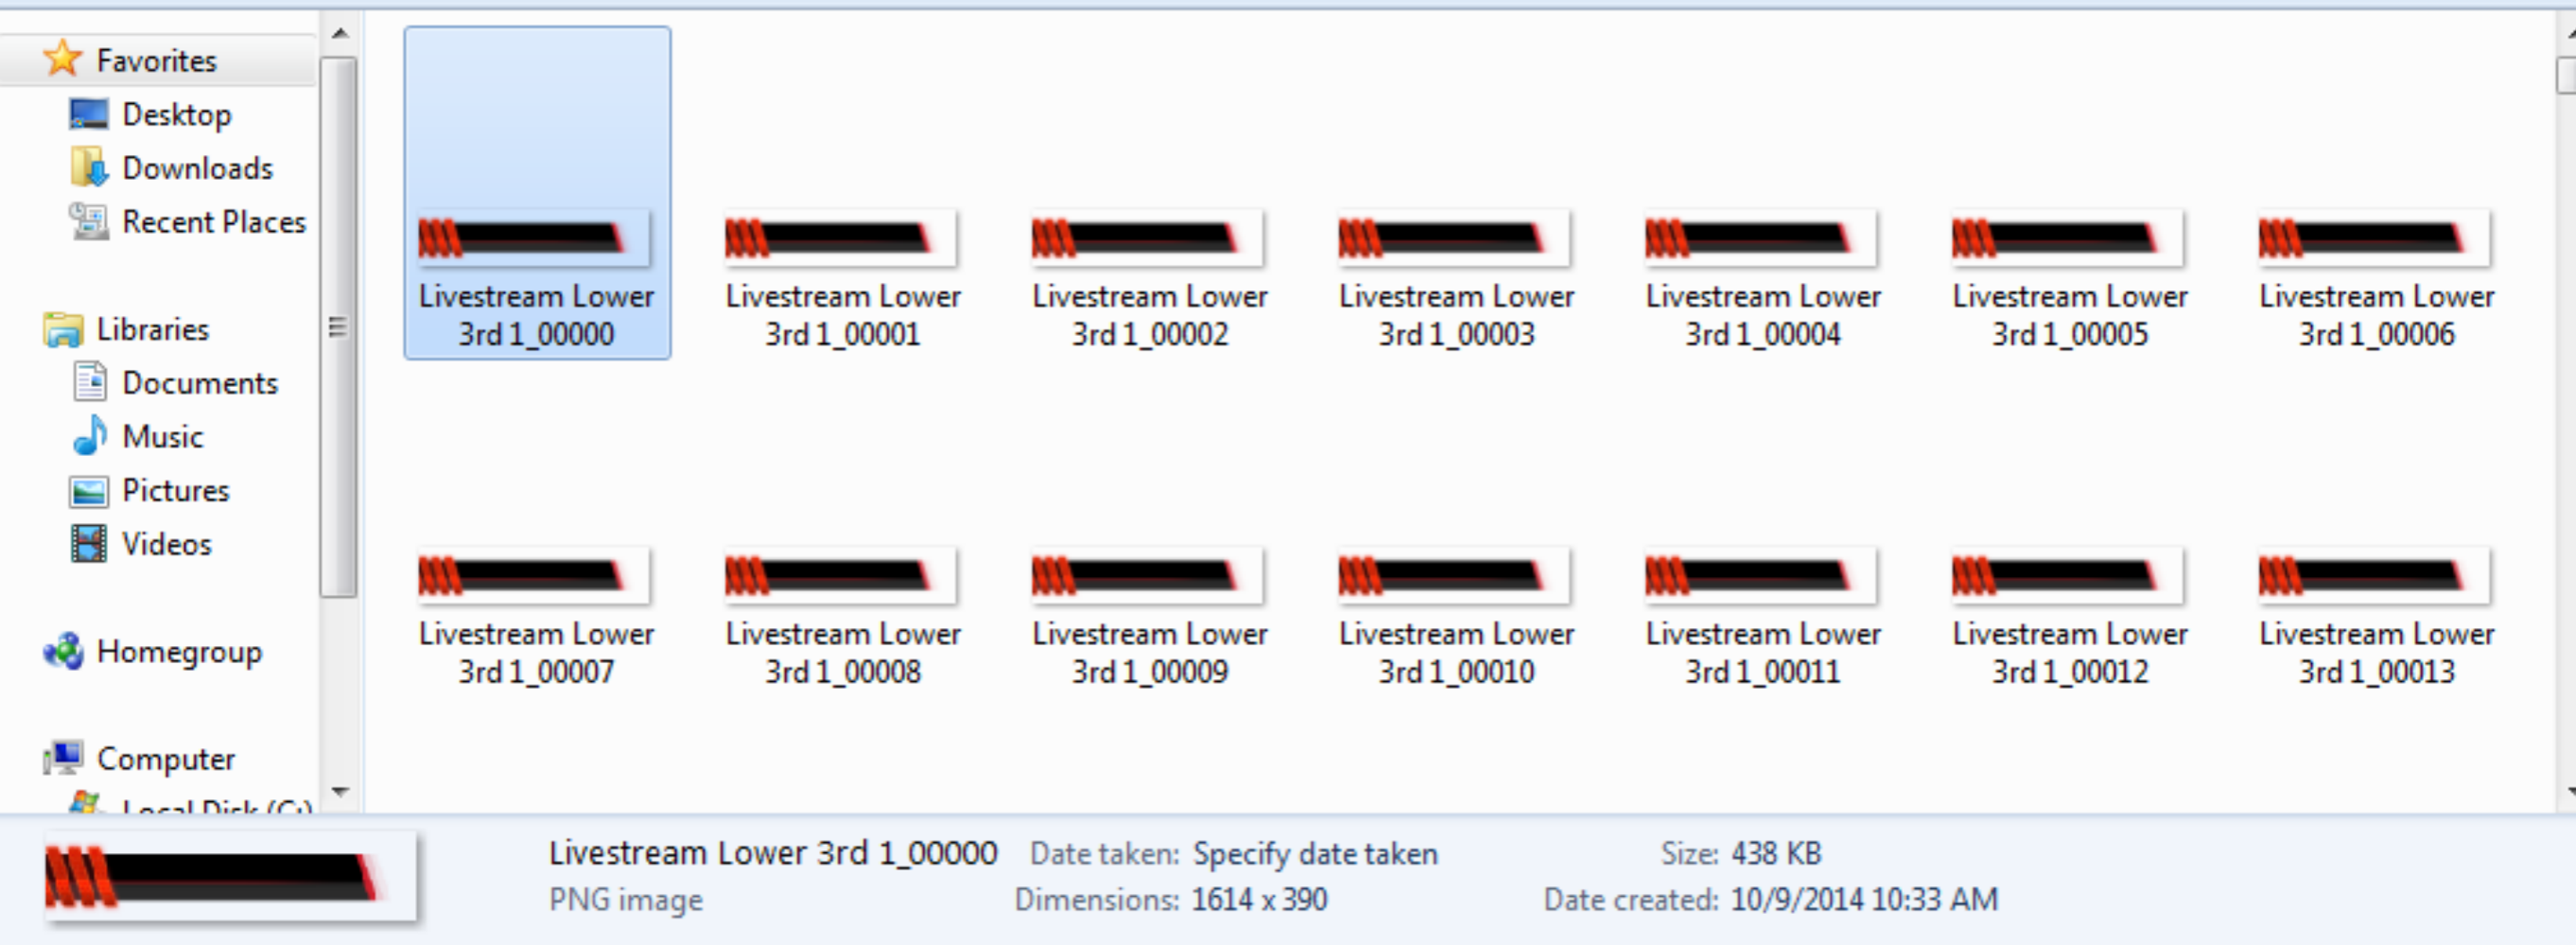 Favorites
Desktop
Downloads
Recent Places
Libraries
Documents
Music
Pictures
Videos
Homegroup
Computer
Local Disk (C:)
Livestream Lower 3rd 1_00000
Livestream Lower 3rd 1_00001
Livestream Lower 3rd 1_00002
Livestream Lower 3rd 1_00003
Livestream Lower 3rd 1_00004
Livestream Lower 3rd 1_00005
Livestream Lower 3rd 1_00006
Livestream Lower 3rd 1_00007
Livestream Lower 3rd 1_00008
Livestream Lower 3rd 1_00009
Livestream Lower 3rd 1_00010
Livestream Lower 3rd 1_00011
Livestream Lower 3rd 1_00012
Livestream Lower 3rd 1_00013
Livestream Lower 3rd 1_00000 Date taken: Specify date taken Size: 438 KB
PNG image Dimensions: 1614 x 390 Date created: 10/9/2014 10:33 AM